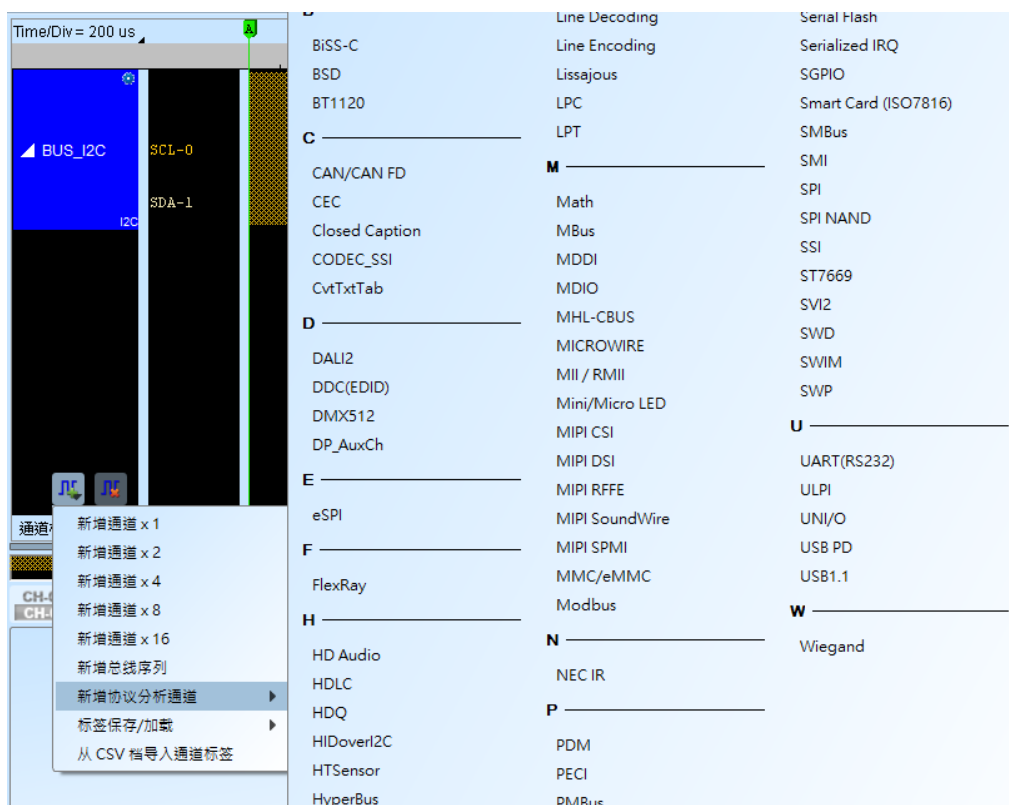 Time/Div = 200 us
A
BUS_I2C
I2C
SCL-0
SDA-1
新增通道 x 1
新增通道 x 2
新增通道 x 4
新增通道 x 8
新增通道 x 16
新增总线序列
新增协议分析通道
标签保存/加载
从 CSV 档导入通道标签
通道
CH-
CH-
BiSS-C
BSD
BT1120
C
CAN/CAN FD
CEC
Closed Caption
CODEC_SSI
CvtTxtTab
D
DALI2
DDC(EDID)
DMX512
DP_AuxCh
E
eSPI
F
FlexRay
H
HD Audio
HDLC
HDQ
HIDoverI2C
HTSensor
HyperBus
Line Decoding
Line Encoding
Lissajous
LPC
LPT
M
Math
MBus
MDDI
MDIO
MHL-CBUS
MICROWIRE
MII / RMII
Mini/Micro LED
MIPI CSI
MIPI DSI
MIPI RFFE
MIPI SoundWire
MIPI SPMI
MMC/eMMC
Modbus
N
NEC IR
P
PDM
PECI
PMBus
Serial Flash
Serialized IRQ
SGPIO
Smart Card (ISO7816)
SMBus
SMI
SPI
SPI NAND
SSI
ST7669
SVI2
SWD
SWIM
SWP
U
UART(RS232)
ULPI
UNI/O
USB PD
USB1.1
W
Wiegand